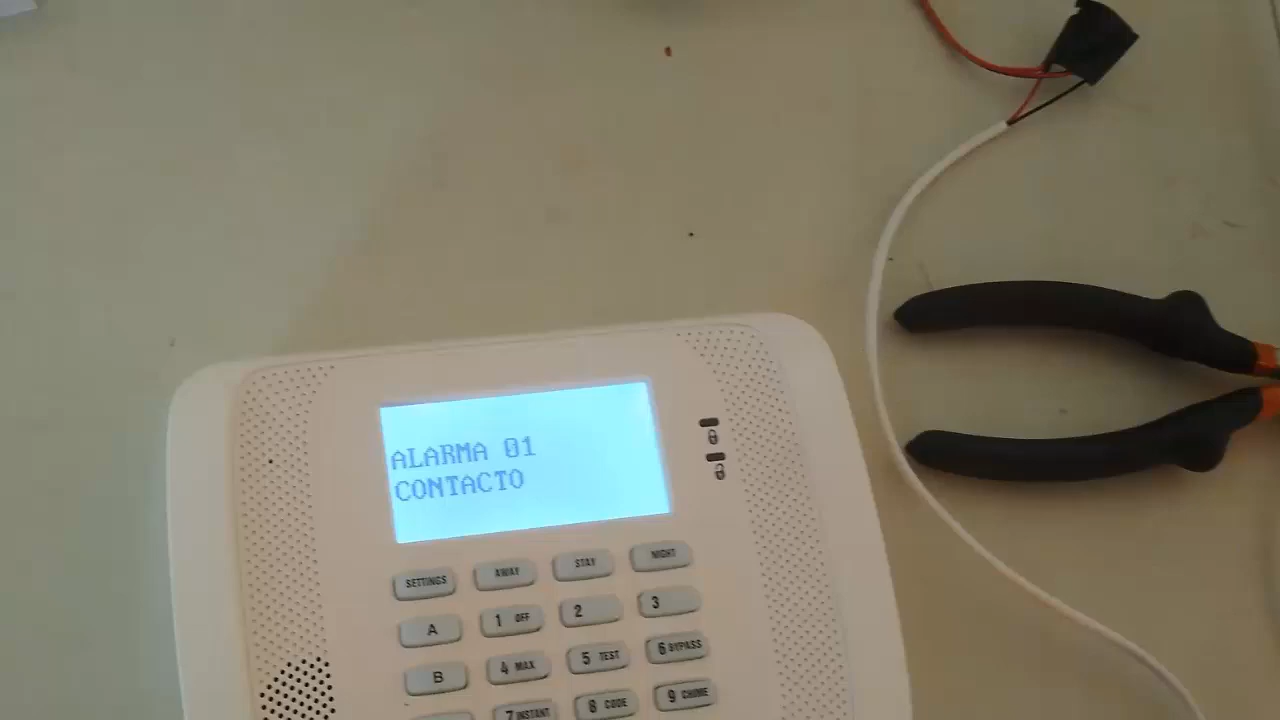 ALARMA 01
CONTACTO
SETTINGS AWAY STAY NIGHT
A 1 OFF 2 3
B 4 MAX 5 TEST 6 BYPASS
7 INSTANT 8 CODE 9 CHIME